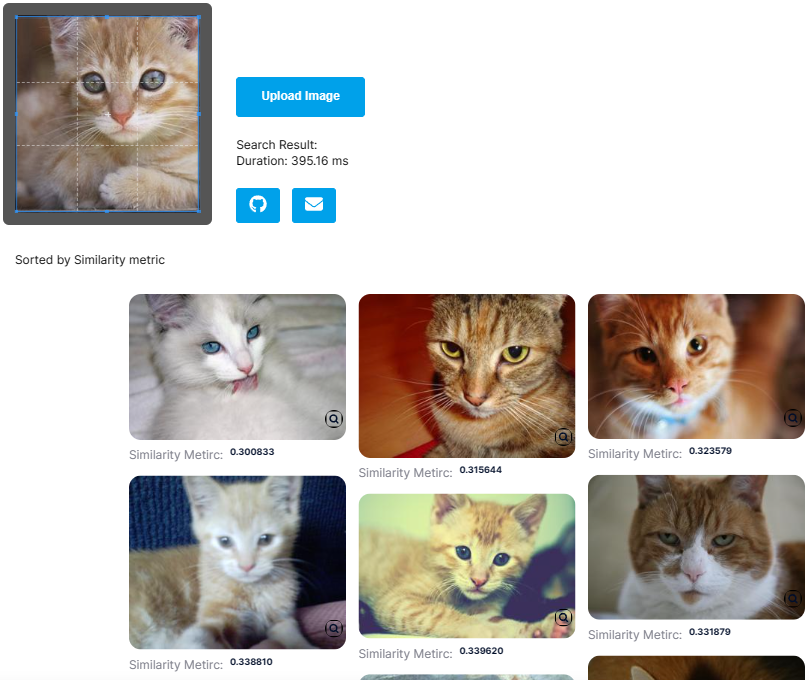 Upload Image
Search Result:
Duration: 395.16 ms
Sorted by Similarity metric
Similarity Metirc: 0.300833
Similarity Metirc: 0.315644
Similarity Metirc: 0.323579
Similarity Metirc: 0.338810
Similarity Metirc: 0.339620
Similarity Metirc: 0.331879